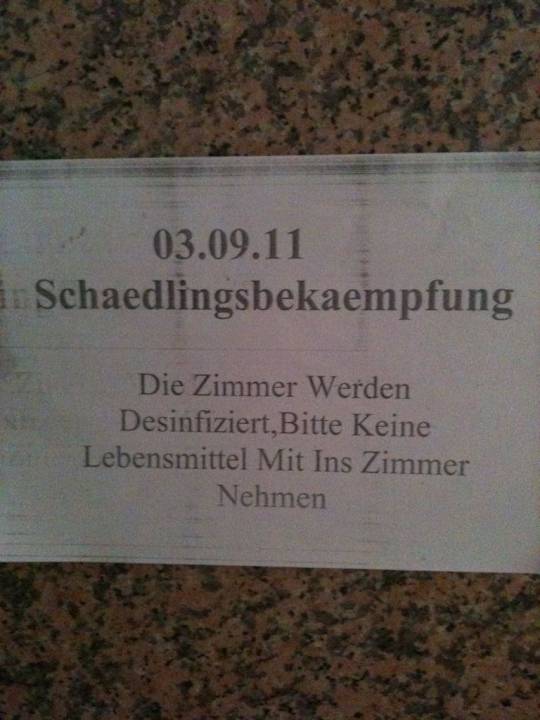 03.09.11
Schaedlingsbekaempfung
Die Zimmer Werden
Desinfiziert,Bitte Keine
Lebensmittel Mit Ins Zimmer
Nehmen